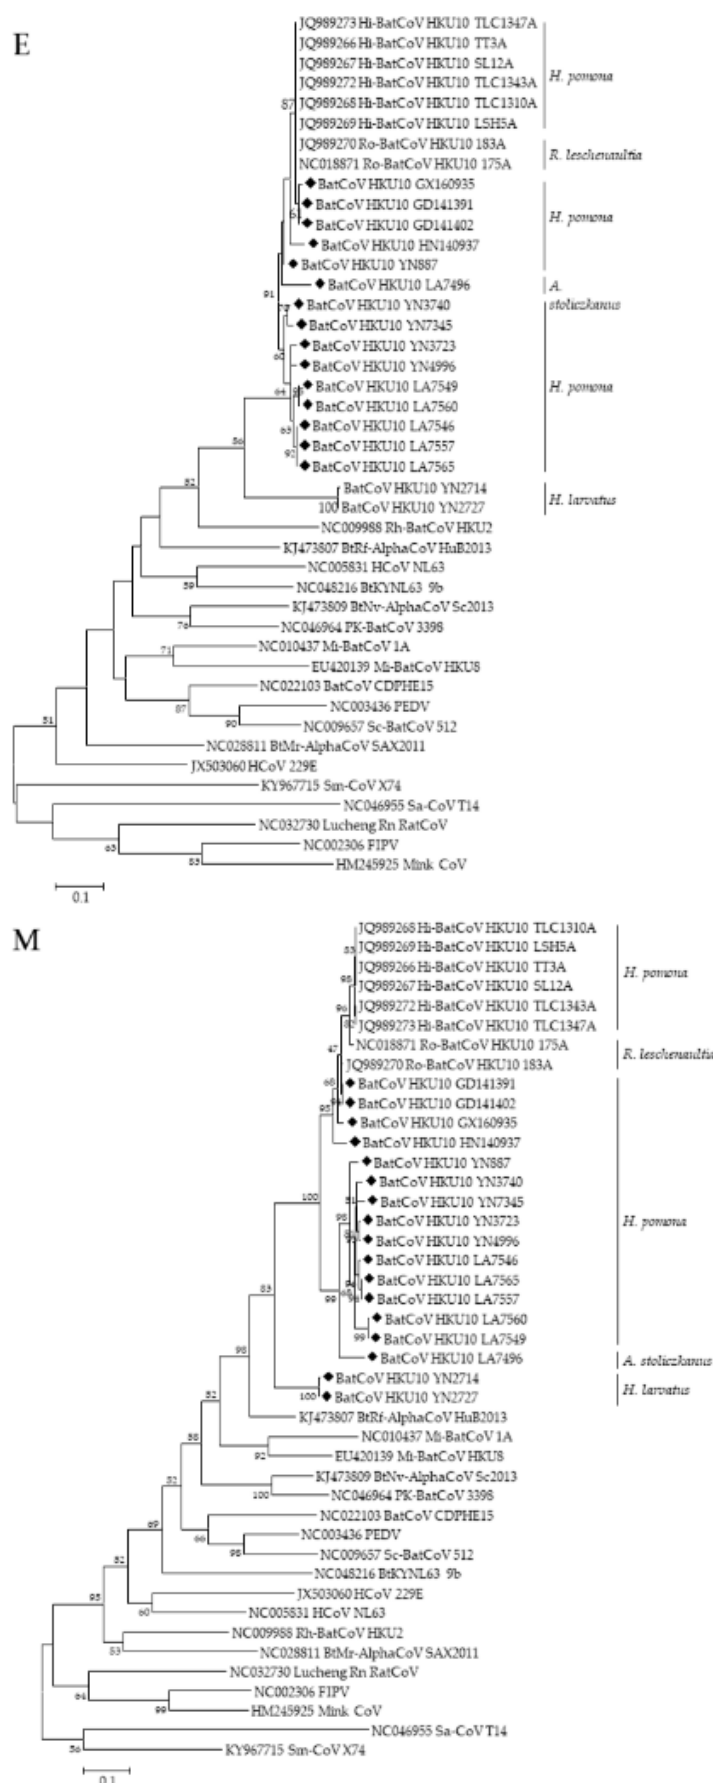 E
JQ989273 Hi-BatCoV HKU10 TLC1347A
JQ989266 Hi-BatCoV HKU10 TT3A
JQ989267 Hi-BatCoV HKU10 SL12A
JQ989272 Hi-BatCoV HKU10 TLC1343A
H. pomona
JQ989268 Hi-BatCoV HKU10 TLC1310A
87
JQ989269 Hi-BatCoV HKU10 LSH5A
JQ989270 Ro-BatCoV HKU10 183A
R. leschenaultia
NC018871 Ro-BatCoV HKU10 175A
BatCoV HKU10 GX160935
BatCoV HKU10 GD141391
H. pomona
BatCoV HKU10 GD141402
BatCoV HKU10 HN140937
BatCoV HKU10 YN887
BatCoV HKU10 LA7496
A.
stoliczkanus
91
BatCoV HKU10 YN3740
BatCoV HKU10 YN7345
BatCoV HKU10 YN3723
60
BatCoV HKU10 YN4996
BatCoV HKU10 LA7549
H. pomona
64
BatCoV HKU10 LA7560
BatCoV HKU10 LA7546
63
BatCoV HKU10 LA7557
92
BatCoV HKU10 LA7565
56
BatCoV HKU10 YN2714
H. larvatus
100 BatCoV HKU10 YN2727
82
NC009988 Rh-BatCoV HKU2
KJ473807 BtRf-AlphaCoV HuB2013
NC005831 HCoV NL63
59
NC048216 BtKYNL63 9b
KJ473809 BtNv-AlphaCoV Sc2013
76
NC046964 PK-BatCoV 3398
71
NC010437 Mi-BatCoV 1A
EU420139 Mi-BatCoV HKU8
NC022103 BatCoV CDPHE15
87
NC003436 PEDV
90
NC009657 Sc-BatCoV 512
51
NC028811 BtMr-AlphaCoV SAX2011
JX503060 HCoV 229E
KY967715 Sm-CoV X74
NC046955 Sa-CoV T14
NC032730 Lucheng Rn RatCoV
63
NC002306 FIPV
HM245925 Mink CoV
0.1
M
JQ989268 Hi-BatCoV HKU10 TLC1310A
JQ989269 Hi-BatCoV HKU10 LSH5A
JQ989266 Hi-BatCoV HKU10 TT3A
H. pomona
98
JQ989267 Hi-BatCoV HKU10 SL12A
96
JQ989272 Hi-BatCoV HKU10 TLC1343A
JQ989273 Hi-BatCoV HKU10 TLC1347A
47
NC018871 Ro-BatCoV HKU10 175A
R. leschenaultia
JQ989270 Ro-BatCoV HKU10 183A
68
BatCoV HKU10 GD141391
BatCoV HKU10 GD141402
95
BatCoV HKU10 GX160935
BatCoV HKU10 HN140937
BatCoV HKU10 YN887
BatCoV HKU10 YN3740
100
BatCoV HKU10 YN7345
98
BatCoV HKU10 YN3723
H. pomona
BatCoV HKU10 YN4996
BatCoV HKU10 LA7546
BatCoV HKU10 LA7565
99
BatCoV HKU10 LA7557
83
BatCoV HKU10 LA7560
99
BatCoV HKU10 LA7549
98
BatCoV HKU10 LA7496
A. stoliczkanus
BatCoV HKU10 YN2714
H. larvatus
100
BatCoV HKU10 YN2727
52
KJ473807 BtRf-AlphaCoV HuB2013
NC010437 Mi-BatCoV 1A
92
EU420139 Mi-BatCoV HKU8
KJ473809 BtNv-AlphaCoV Sc2013
52
100
NC046964 PK-BatCoV 3398
NC022103 BatCoV CDPHE15
69
66
NC003436 PEDV
98
NC009657 Sc-BatCoV 512
82
NC048216 BtKYNL63 9b
JX503060 HCoV 229E
95
60
NC005831 HCoV NL63
NC009988 Rh-BatCoV HKU2
53
NC028811 BtMr-AlphaCoV SAX2011
NC032730 Lucheng Rn RatCoV
64
NC002306 FIPV
99
HM245925 Mink CoV
NC046955 Sa-CoV T14
56
KY967715 Sm-CoV X74
0.1